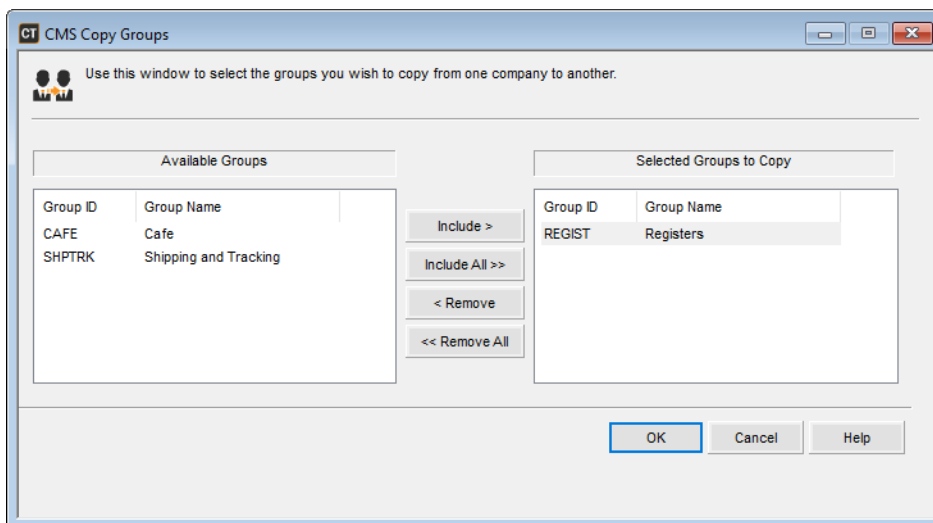 CT CMS Copy Groups
Use this window to select the groups you wish to copy from one company to another.
Available Groups
Group ID Group Name
CAFE Cafe
SHPTRK Shipping and Tracking
Include >
Include All >>
< Remove
<< Remove All
Selected Groups to Copy
Group ID Group Name
REGIST Registers
OK Cancel Help